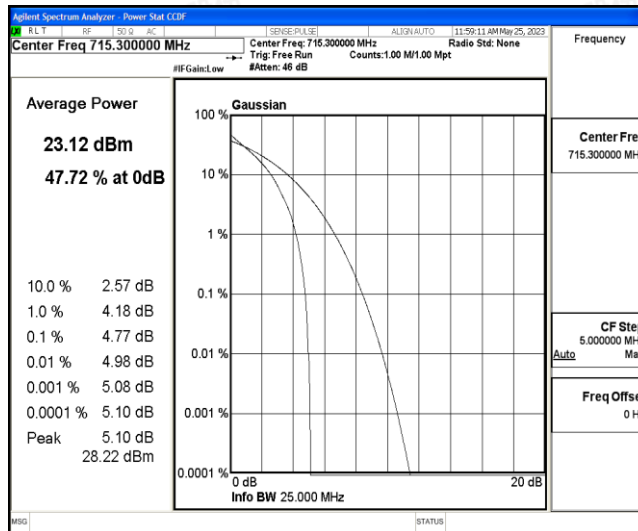 Agilent Spectrum Analyzer - Power Stat CCDF
LXI RLT RF 50 Ω AC SENSE:PULSE ALIGN AUTO 11:59:11 AM May 25, 2023
Center Freq 715.300000 MHz
Center Freq: 715.300000 MHz Radio Std: None
Trig: Free Run Counts:1.00 M/1.00 Mpt
#IFGain:Low #Atten: 46 dB
Frequency
Average Power
23.12 dBm
47.72 % at 0dB
10.0 % 2.57 dB
1.0 % 4.18 dB
0.1 % 4.77 dB
0.01 % 4.98 dB
0.001 % 5.08 dB
0.0001 % 5.10 dB
Peak 5.10 dB
28.22 dBm
Gaussian
100 %
10 %
1 %
0.1 %
0.01 %
0.001 %
0.0001 %
0 dB 20 dB
Info BW 25.000 MHz
Center Fre
715.300000 MH
CF Step
5.000000 MH
Auto Ma
Freq Offse
0 H
MSG STATUS